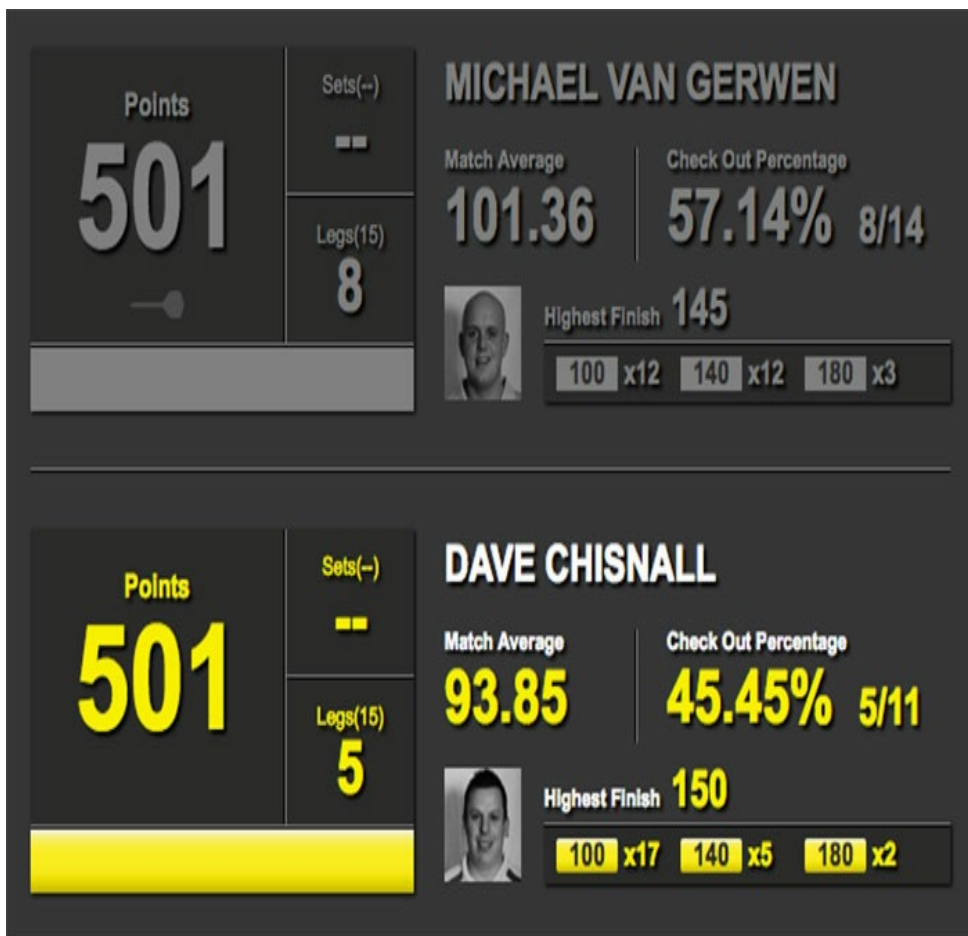 MICHAEL VAN GERWEN
Points
501
Sets(--)
--
Legs(15)
8
Match Average
101.36
Check Out Percentage
57.14% 8/14
Highest Finish 145
100 x12 140 x12 180 x3
DAVE CHISNALL
Points
501
Sets(--)
--
Legs(15)
5
Match Average
93.85
Check Out Percentage
45.45% 5/11
Highest Finish 150
100 x17 140 x5 180 x2